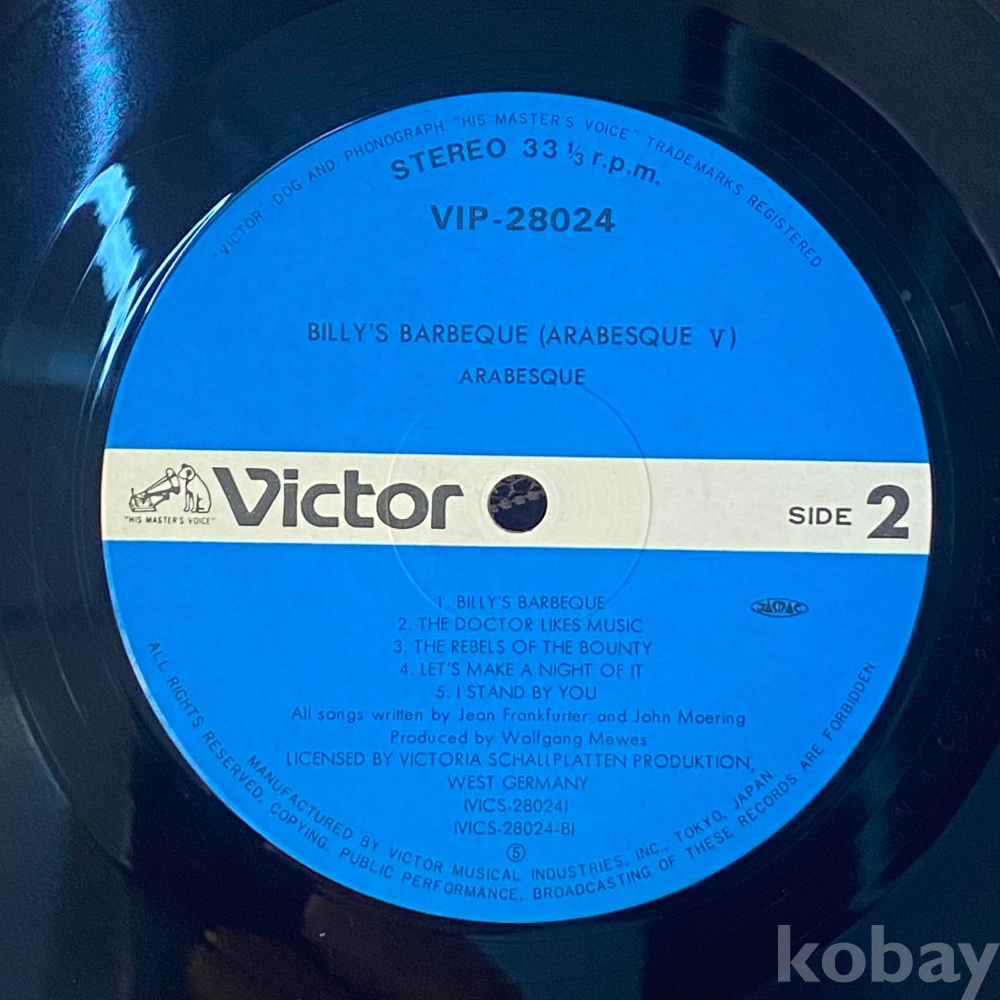 "VICTOR" DOG AND PHONOGRAPH "HIS MASTER'S VOICE" TRADEMARKS REGISTERED
STEREO 33 1/3 r.p.m.
VIP-28024
BILLY'S BARBEQUE (ARABESQUE V)
ARABESQUE
"HIS MASTER'S VOICE"
Victor
SIDE 2
1. BILLY'S BARBEQUE
2. THE DOCTOR LIKES MUSIC
3. THE REBELS OF THE BOUNTY
4. LET'S MAKE A NIGHT OF IT
5. I STAND BY YOU
All songs written by Jean Frankfurter and John Moering
Produced by Wolfgang Mewes
LICENSED BY VICTORIA SCHALLPLATTEN PRODUKTION,
WEST GERMANY
(VICS-28024)
(VICS-28024-B)
⑤
MANUFACTURED BY VICTOR MUSICAL INDUSTRIES, INC., TOKYO, JAPAN.
ALL RIGHTS RESERVED. COPYING, PUBLIC PERFORMANCE, BROADCASTING OF THESE RECORDS ARE FORBIDDEN
kobay